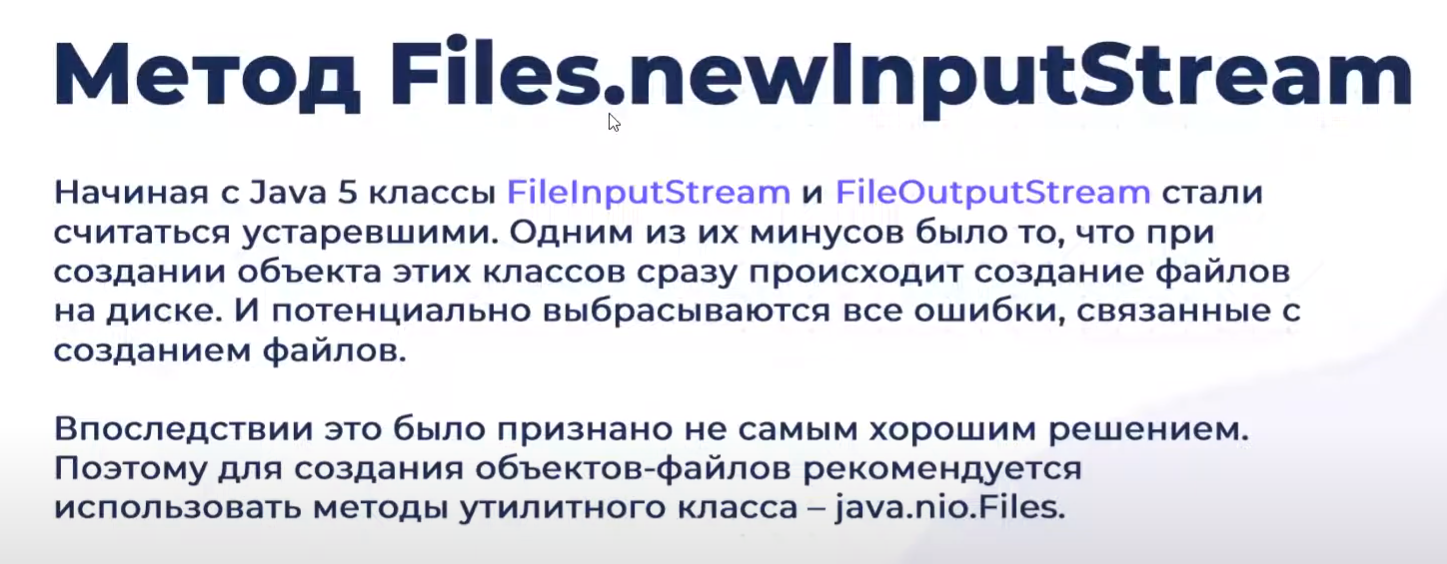 Метод Files.newInputStream
Начиная с Java 5 классы FileInputStream и FileOutputStream стали
считаться устаревшими. Одним из их минусов было то, что при
создании объекта этих классов сразу происходит создание файлов
на диске. И потенциально выбрасываются все ошибки, связанные с
созданием файлов.
Впоследствии это было признано не самым хорошим решением.
Поэтому для создания объектов-файлов рекомендуется
использовать методы утилитного класса – java.nio.Files.